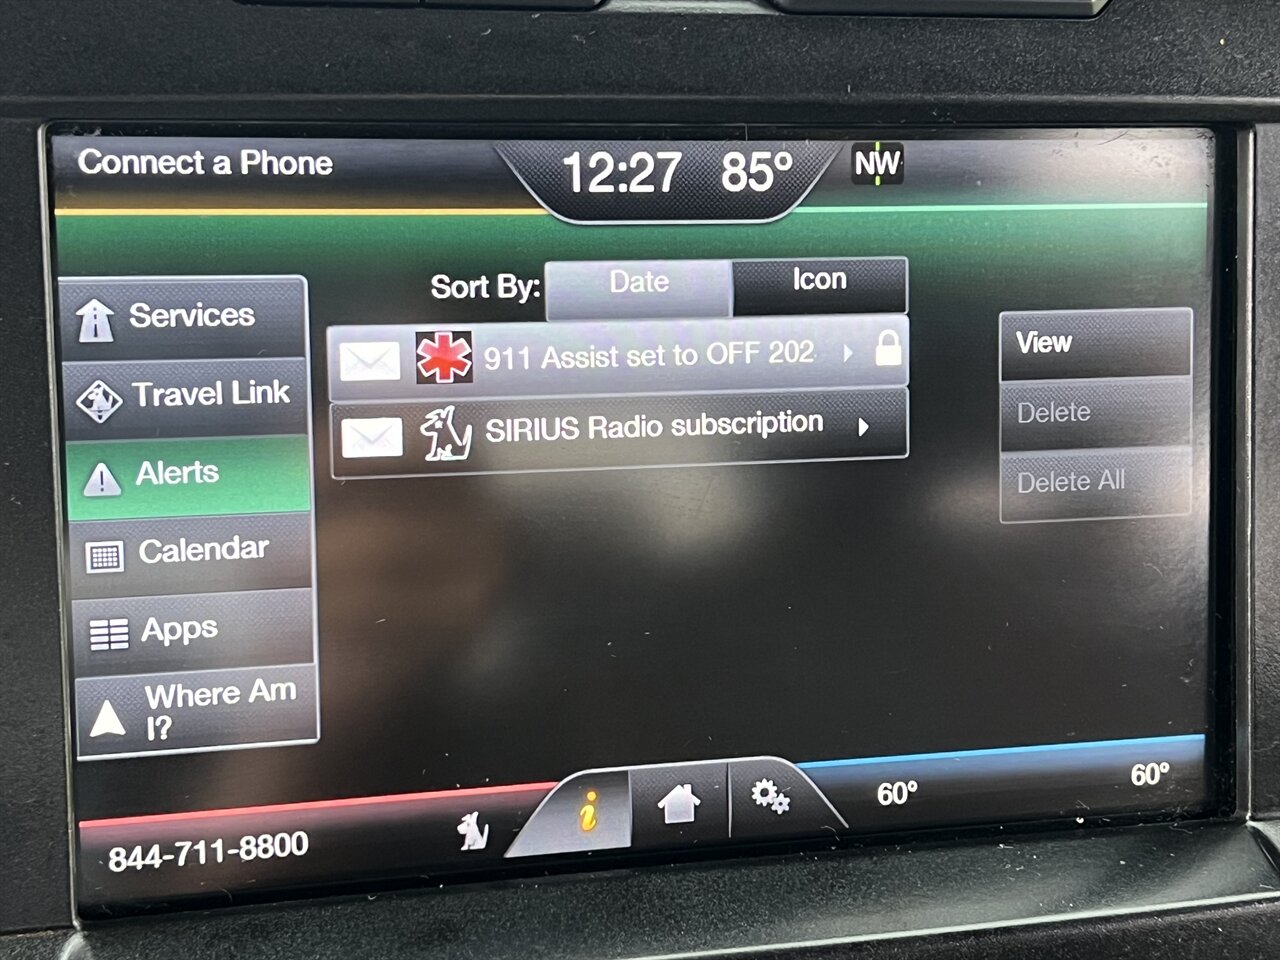 Connect a Phone
12:27 85°
NW
Sort By: Date Icon
Services
Travel Link
Alerts
Calendar
Apps
Where Am
I?
911 Assist set to OFF 202
SIRIUS Radio subscription
View
Delete
Delete All
844-711-8800
60°
60°